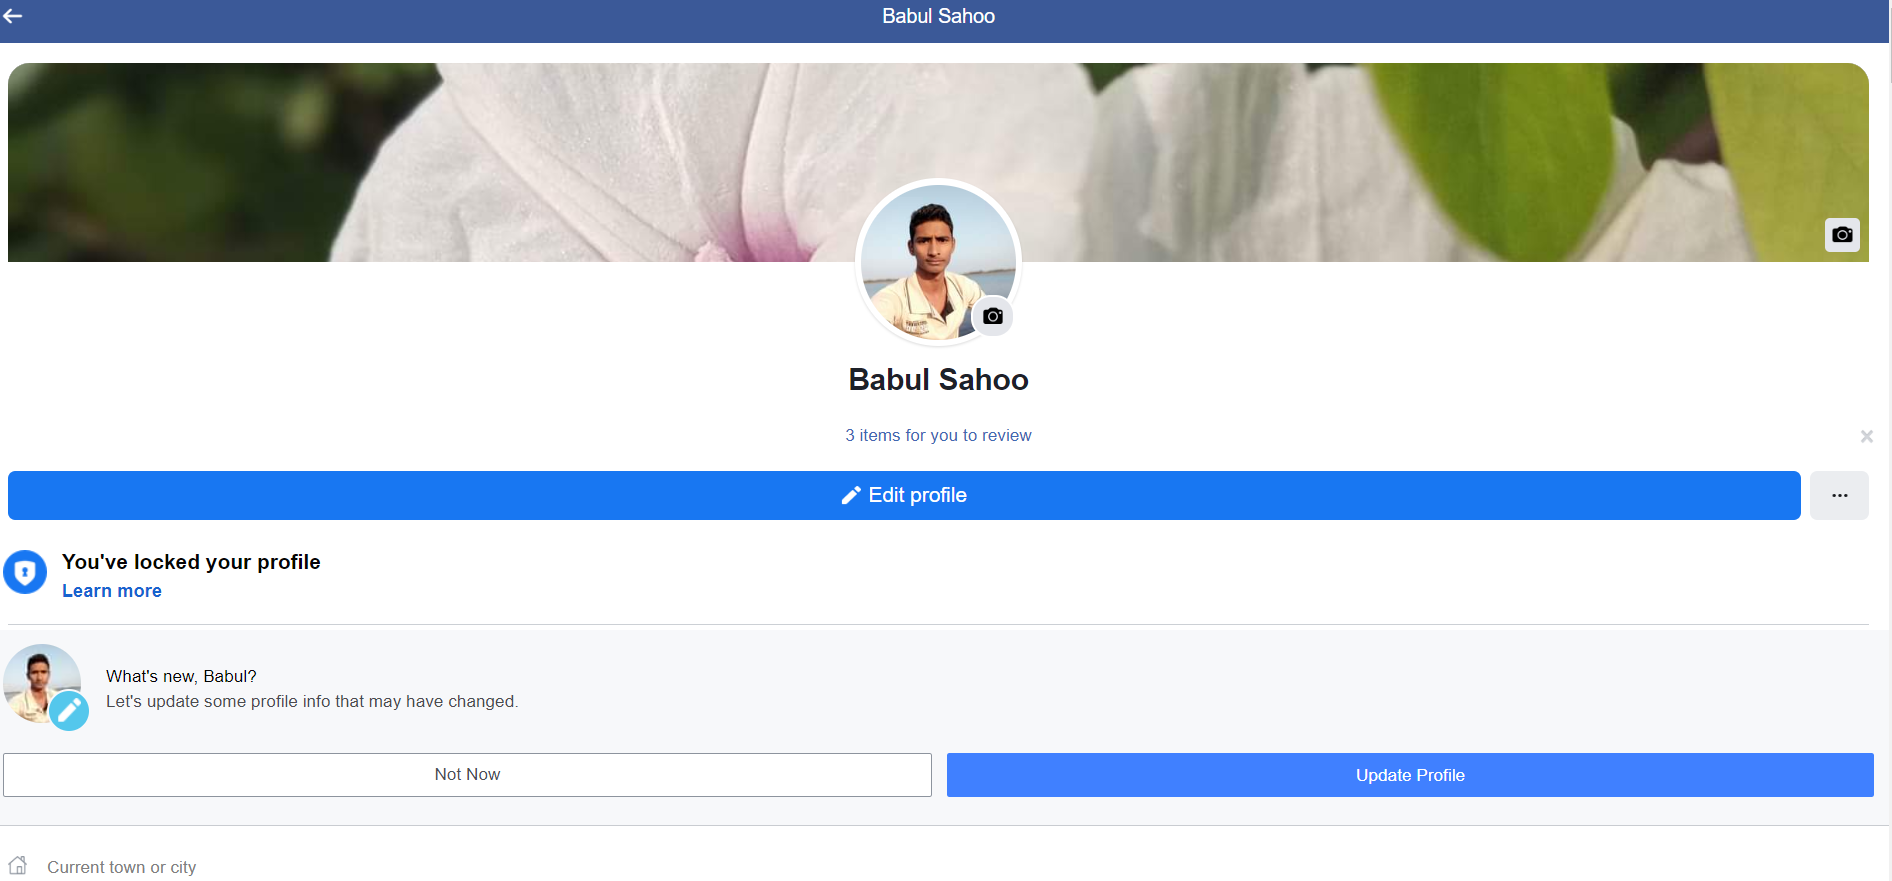 Babul Sahoo
Babul Sahoo
3 items for you to review
Edit profile
You've locked your profile
Learn more
What's new, Babul?
Let's update some profile info that may have changed.
Not Now
Update Profile
Current town or city